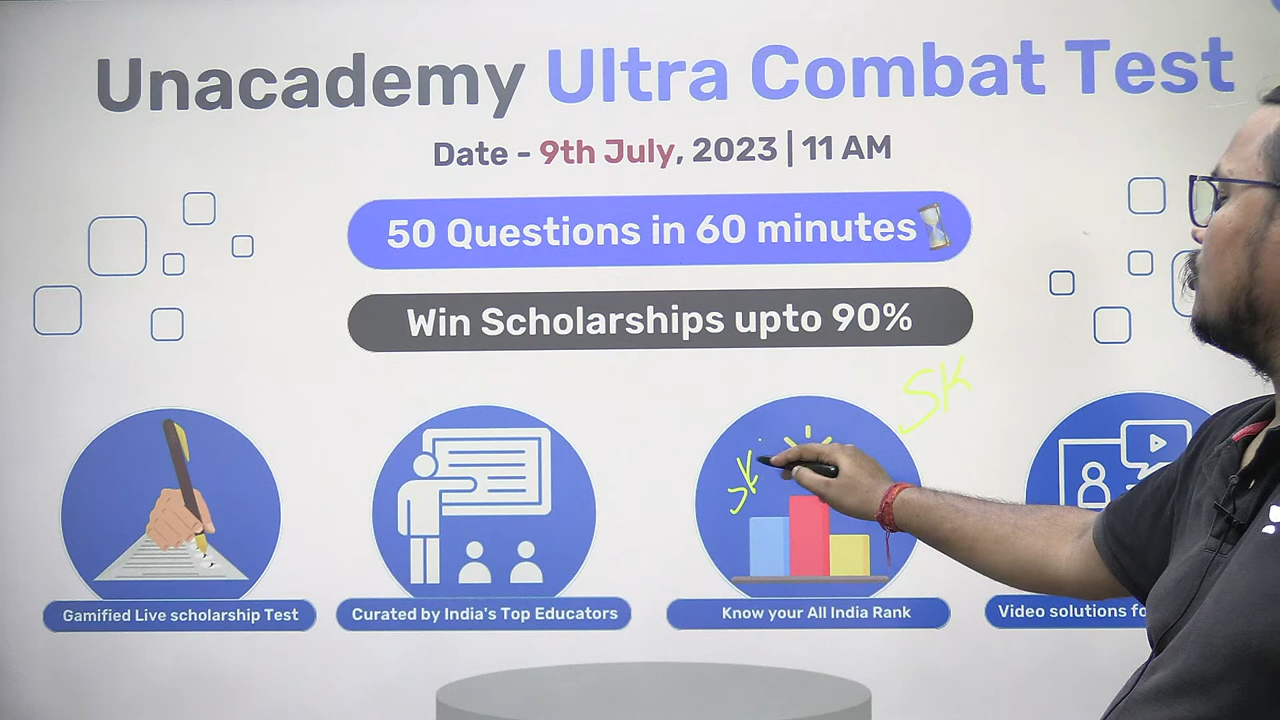 Unacademy Ultra Combat Test
Date - 9th July, 2023 | 11 AM
50 Questions in 60 minutes
Win Scholarships upto 90%
SK
SK
Gamified Live scholarship Test
Curated by India's Top Educators
Know your All India Rank
Video solutions